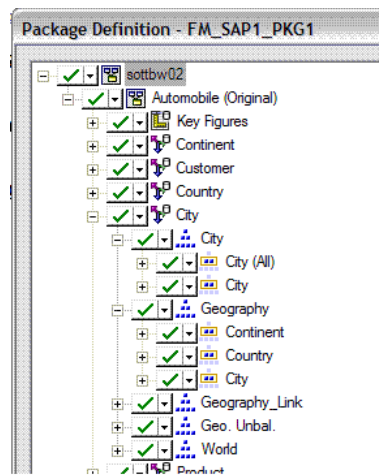 Package Definition - FM_SAP1_PKG1
sottbw02
Automobile (Original)
Key Figures
Continent
Customer
Country
City
City
City (All)
City
Geography
Continent
Country
City
Geography_Link
Geo. Unbal.
World
Product